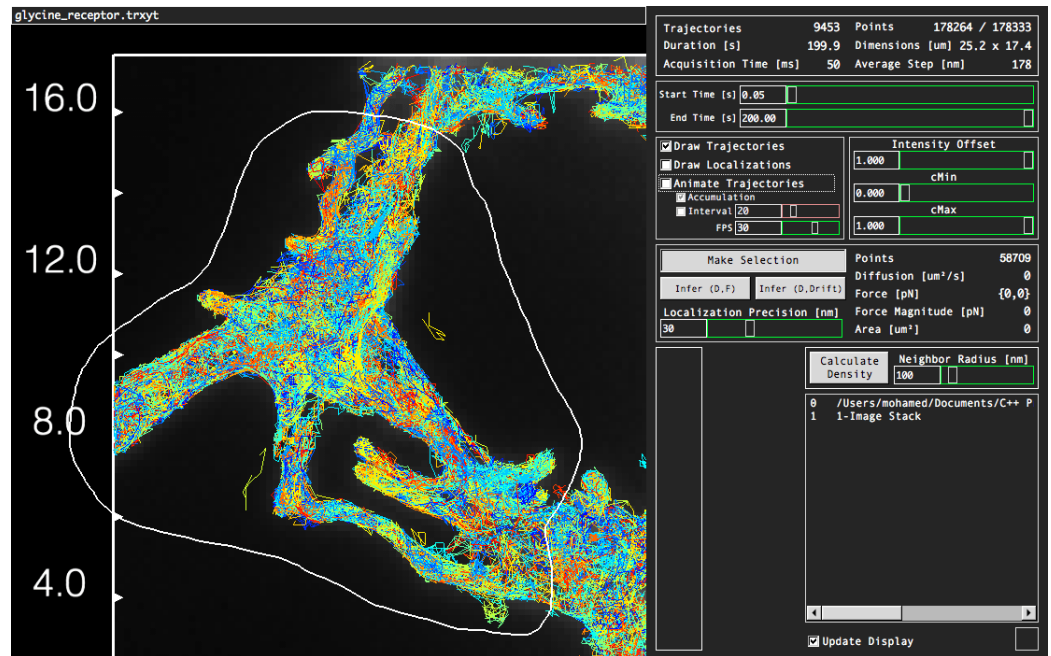 glycine_receptor.trxyt
16.0
12.0
8.0
4.0
Trajectories 9453 Points 178264 / 178333
Duration [s] 199.9 Dimensions [um] 25.2 x 17.4
Acquisition Time [ms] 50 Average Step [nm] 178
Start Time [s] 0.05
End Time [s] 200.00
Draw Trajectories
Draw Localizations
Animate Trajectories
Accumulation
Interval 20
FPS 30
Intensity Offset
1.000
cMin
0.000
cMax
1.000
Make Selection
Infer (D,F) Infer (D,Drift)
Localization Precision [nm]
30
Points 58709
Diffusion [um²/s] 0
Force [pN] {0,0}
Force Magnitude [pN] 0
Area [um²] 0
Calculate
Density
Neighbor Radius [nm]
100
0 /Users/mohamed/Documents/C++ P
1 1-Image Stack
Update Display